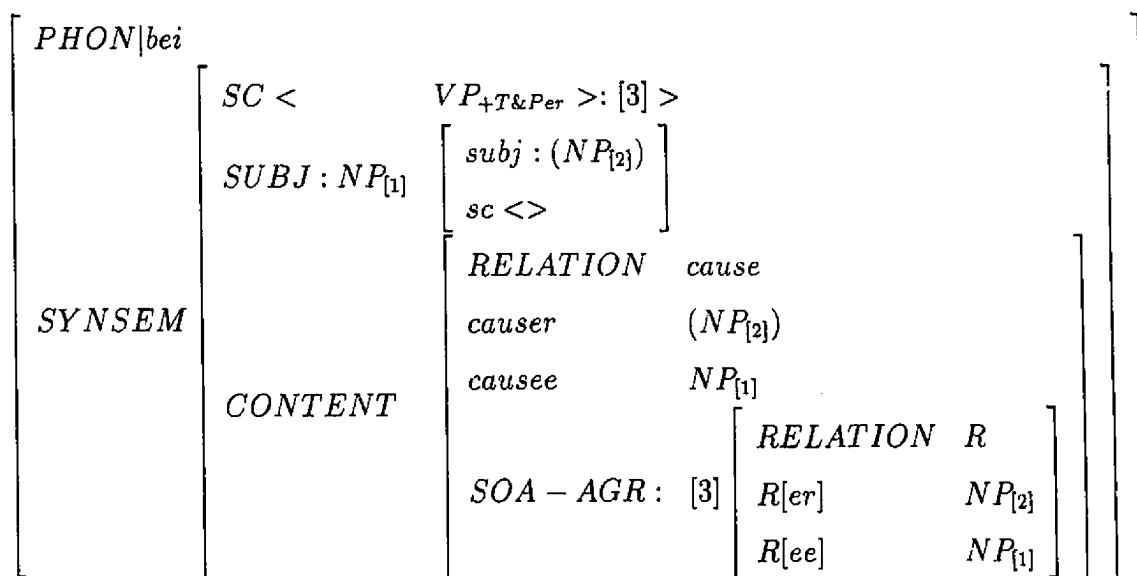 PHON|bei
SC < VP+T&Per >: [3] >
SUBJ : NP[1] [ subj : (NP[2])
sc <> ]
SYNSEM
CONTENT
RELATION cause
causer (NP[2])
causee NP[1]
SOA − AGR : [3]
RELATION R
R[er] NP[2]
R[ee] NP[1]